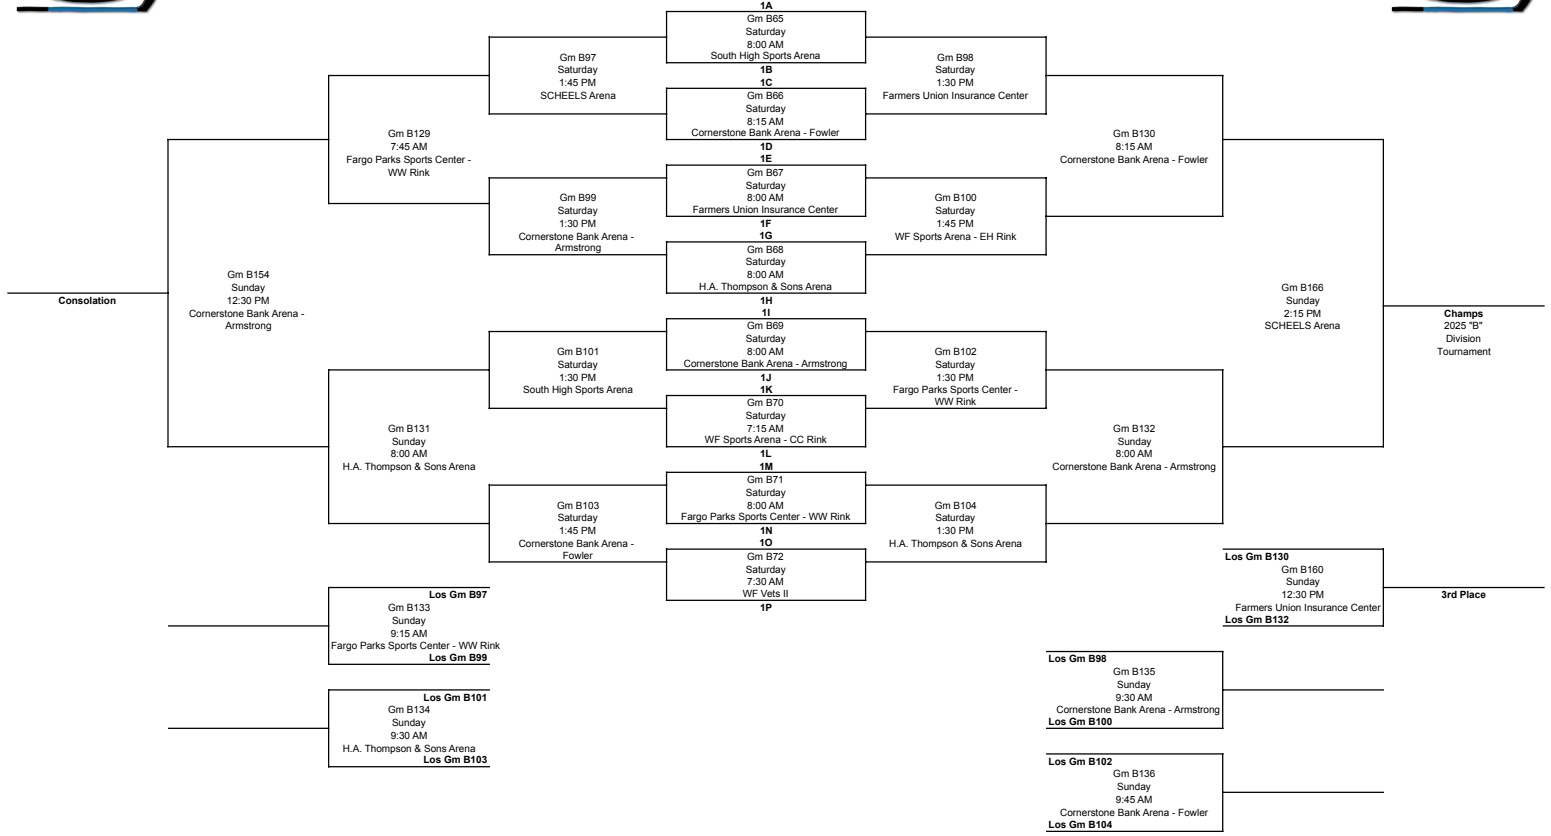 1A
Gm B65
Saturday
8:00 AM
South High Sports Arena
1B
1C
Gm B66
Saturday
8:15 AM
Cornerstone Bank Arena - Fowler
1D
1E
Gm B67
Saturday
8:00 AM
Farmers Union Insurance Center
1F
1G
Gm B68
Saturday
8:00 AM
H.A. Thompson & Sons Arena
1H
1I
Gm B69
Saturday
8:00 AM
Cornerstone Bank Arena - Armstrong
1J
1K
Gm B70
Saturday
7:15 AM
WF Sports Arena - CC Rink
1L
1M
Gm B71
Saturday
8:00 AM
Fargo Parks Sports Center - WW Rink
1N
1O
Gm B72
Saturday
7:30 AM
WF Vets II
1P
Gm B97
Saturday
1:45 PM
SCHEELS Arena
Gm B99
Saturday
1:30 PM
Cornerstone Bank Arena -
Armstrong
Gm B101
Saturday
1:30 PM
South High Sports Arena
Gm B103
Saturday
1:45 PM
Cornerstone Bank Arena -
Fowler
Gm B129
7:45 AM
Fargo Parks Sports Center -
WW Rink
Gm B131
Sunday
8:00 AM
H.A. Thompson & Sons Arena
Gm B154
Sunday
12:30 PM
Cornerstone Bank Arena -
Armstrong
Consolation
Gm B98
Saturday
1:30 PM
Farmers Union Insurance Center
Gm B100
Saturday
1:45 PM
WF Sports Arena - EH Rink
Gm B102
Saturday
1:30 PM
Fargo Parks Sports Center -
WW Rink
Gm B104
Saturday
1:30 PM
H.A. Thompson & Sons Arena
Gm B130
8:15 AM
Cornerstone Bank Arena - Fowler
Gm B132
Sunday
8:00 AM
Cornerstone Bank Arena - Armstrong
Gm B166
Sunday
2:15 PM
SCHEELS Arena
Champs
2025 "B"
Division
Tournament
Los Gm B97
Gm B133
Sunday
9:15 AM
Fargo Parks Sports Center - WW Rink
Los Gm B99
Los Gm B101
Gm B134
Sunday
9:30 AM
H.A. Thompson & Sons Arena
Los Gm B103
Los Gm B130
Gm B160
Sunday
12:30 PM
Farmers Union Insurance Center
Los Gm B132
3rd Place
Los Gm B98
Gm B135
Sunday
9:30 AM
Cornerstone Bank Arena - Armstrong
Los Gm B100
Los Gm B102
Gm B136
Sunday
9:45 AM
Cornerstone Bank Arena - Fowler
Los Gm B104